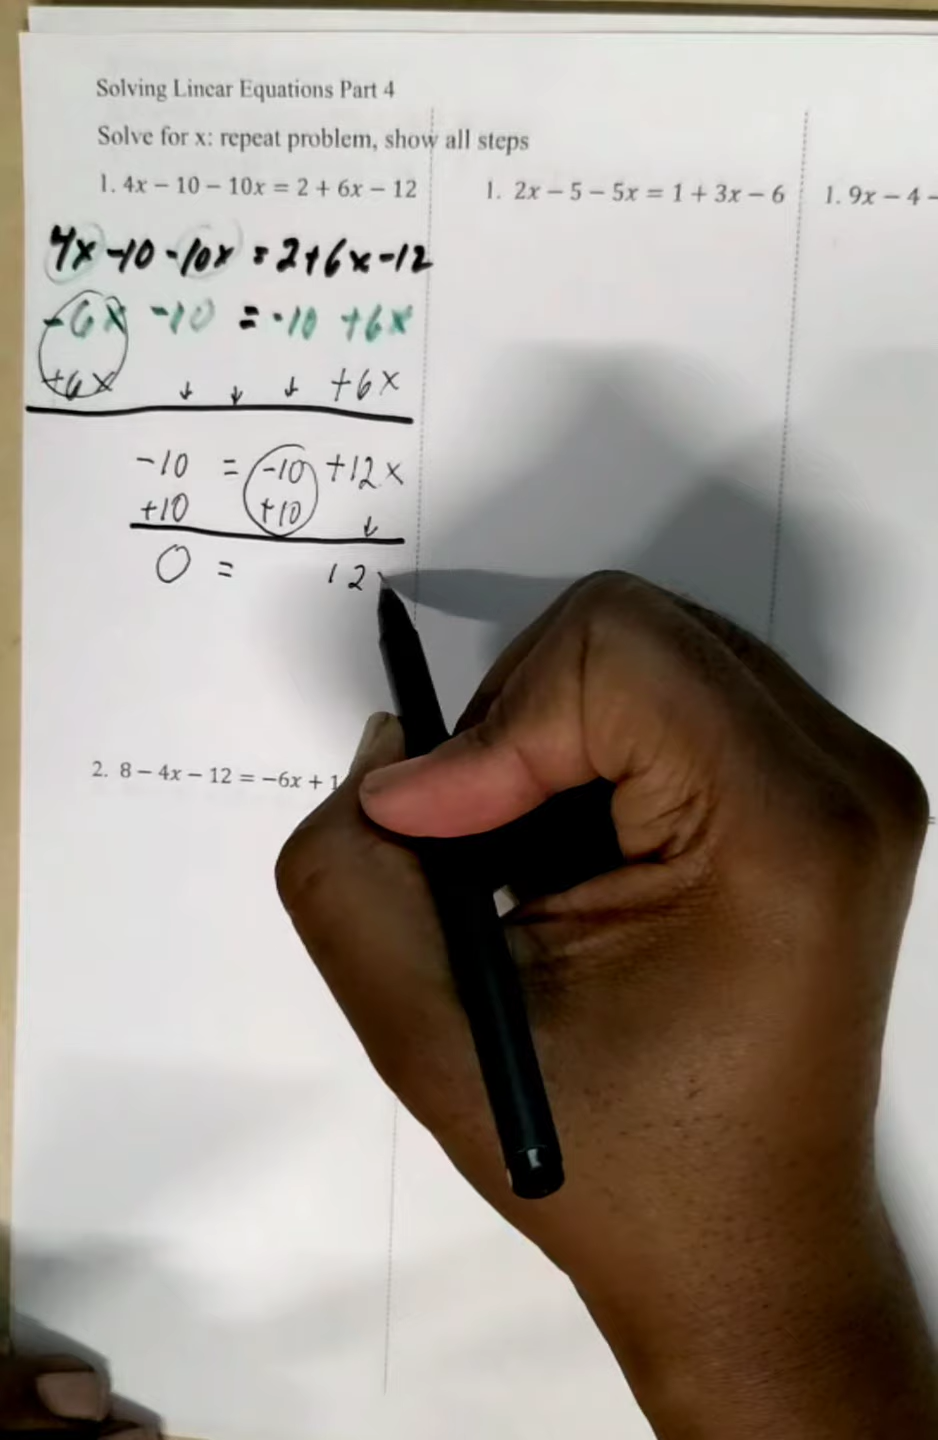 Solving Linear Equations Part 4
Solve for x: repeat problem, show all steps
1. 4x − 10 − 10x = 2 + 6x − 12
4x -10 -10x = 2+6x-12
-6x -10 = -10 +6x
+6x ↓ ↓ ↓ +6x
-10 = -10 +12x
+10 +10 ↓
0 = 12
2. 8 − 4x − 12 = −6x + 1
1. 2x − 5 − 5x = 1 + 3x − 6
1. 9x − 4 −
=